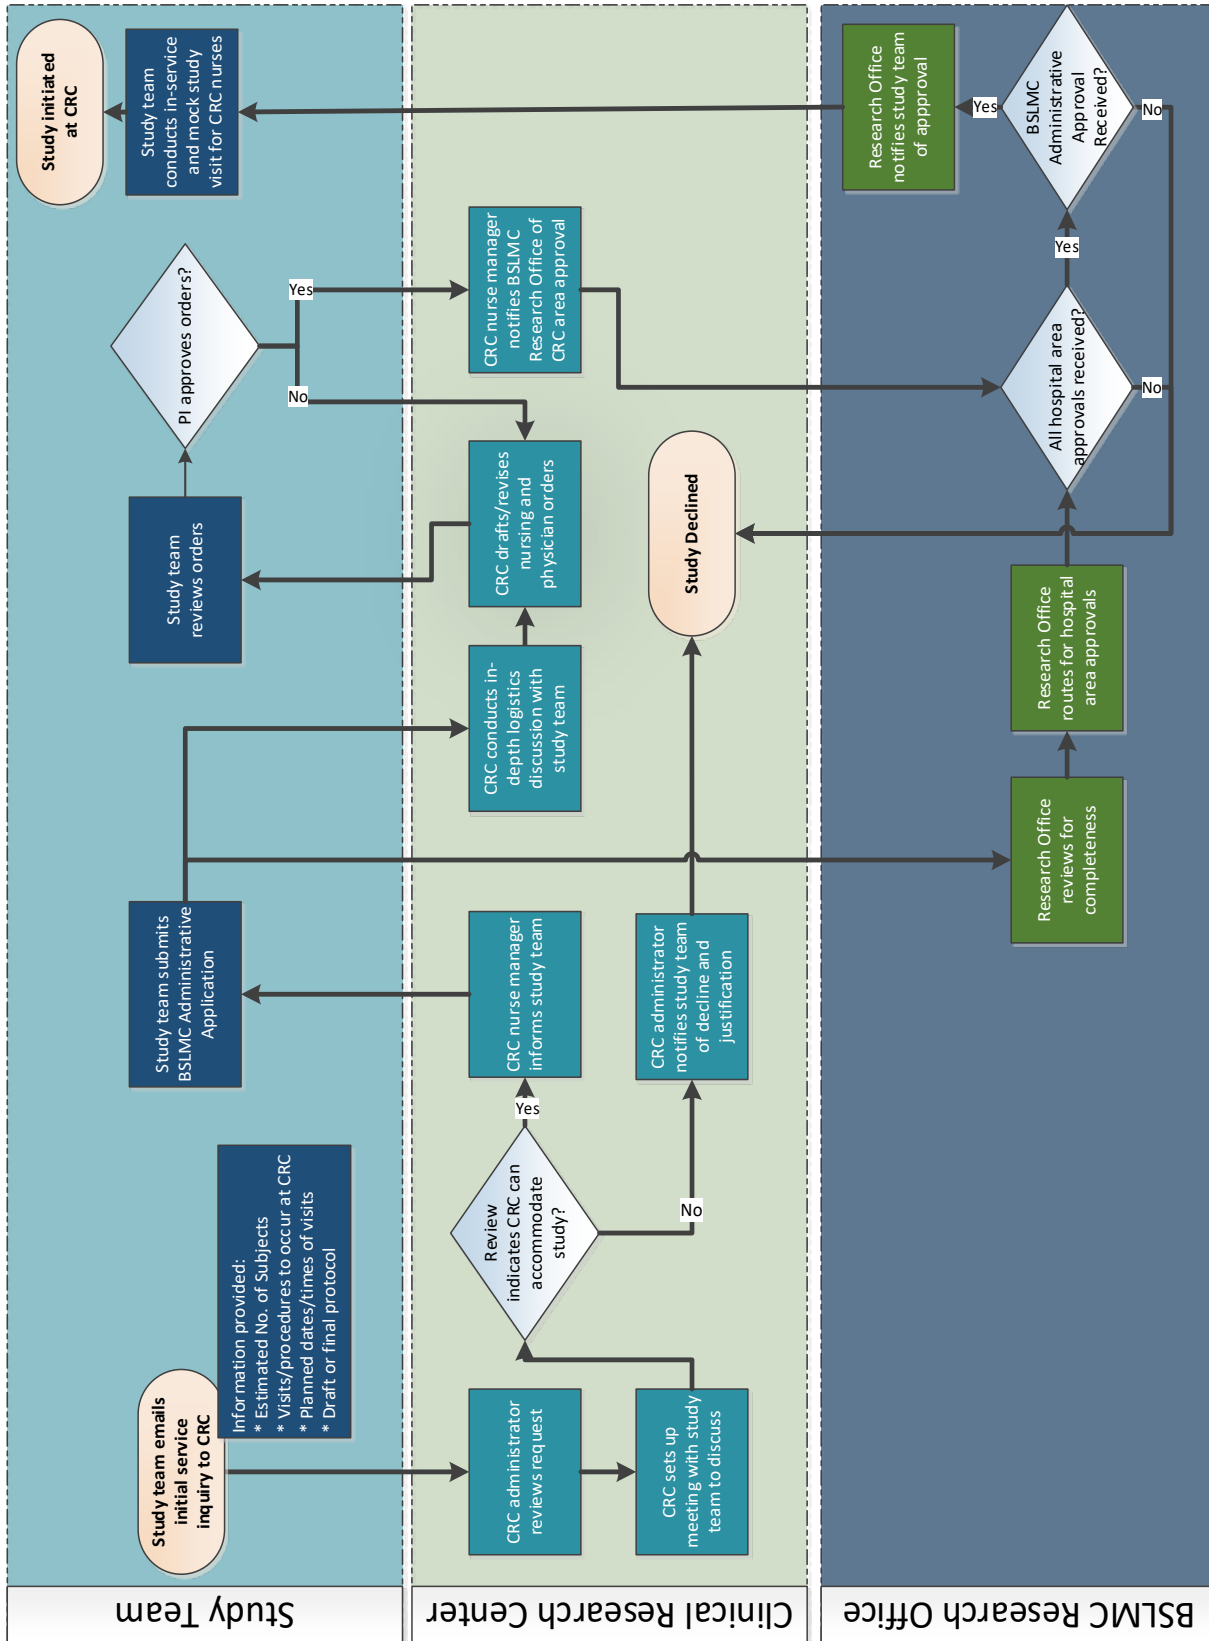 Study Team
Study team emails
initial service
inquiry to CRC
Information provided:
* Estimated No. of Subjects
* Visits/procedures to occur at CRC
* Planned dates/times of visits
* Draft or final protocol
Study team submits
BSLMC Administrative
Application
Study team
reviews orders
PI approves orders?
Yes
No
Study team
conducts in-service
and mock study
visit for CRC nurses
Study initiated
at CRC
Clinical Research Center
CRC administrator
reviews request
CRC sets up
meeting with study
team to discuss
Review
indicates CRC can
accommodate
study?
Yes
No
CRC nurse manager
informs study team
CRC administrator
notifies study team
of decline and
justification
CRC conducts in-
depth logistics
discussion with
study team
CRC drafts/revises
nursing and
physician orders
CRC nurse manager
notifies BSLMC
Research Office of
CRC area approval
Study Declined
BSLMC Research Office
Research Office
reviews for
completeness
Research Office
routes for hospital
area approvals
All hospital area
approvals received?
Yes
No
BSLMC
Administrative
Approval
Received?
Yes
No
Research Office
notifies study team
of appproval